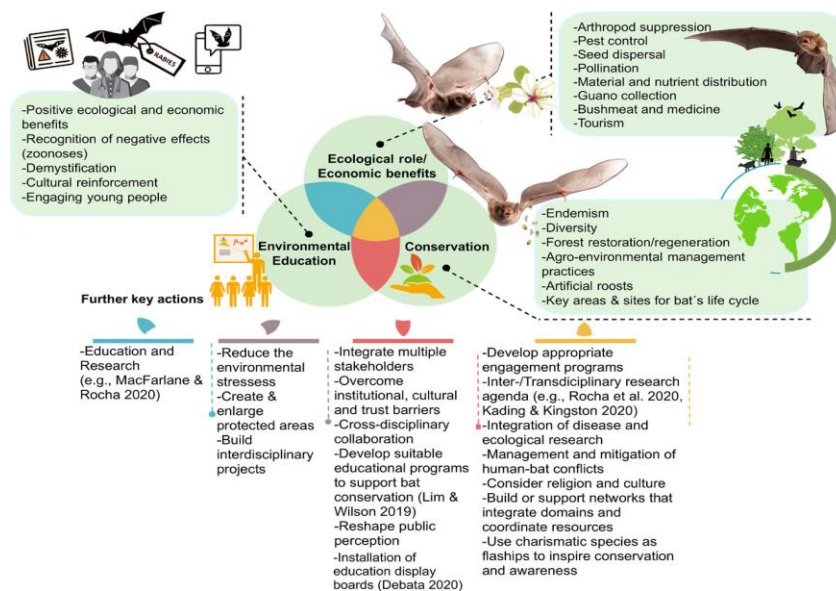 RABIES
-Positive ecological and economic
benefits
-Recognition of negative effects
(zoonoses)
-Demystification
-Cultural reinforcement
-Engaging young people
-Arthropod suppression
-Pest control
-Seed dispersal
-Pollination
-Material and nutrient distribution
-Guano collection
-Bushmeat and medicine
-Tourism
Ecological role/
Economic benefits
Environmental
Education
Conservation
-Endemism
-Diversity
-Forest restoration/regeneration
-Agro-environmental management
practices
-Artificial roosts
-Key areas & sites for bat´s life cycle
Further key actions
-Education and
Research
(e.g., MacFarlane &
Rocha 2020)
-Reduce the
environmental
stressess
-Create &
enlarge
protected areas
-Build
interdisciplinary
projects
-Integrate multiple
stakeholders
-Overcome
institutional, cultural
and trust barriers
-Cross-disciplinary
collaboration
-Develop suitable
educational programs
to support bat
conservation (Lim &
Wilson 2019)
-Reshape public
perception
-Installation of
education display
boards (Debata 2020)
-Develop appropriate
engagement programs
-Inter-/Transdiciplinary research
agenda (e.g., Rocha et al. 2020,
Kading & Kingston 2020)
-Integration of disease and
ecological research
-Management and mitigation of
human-bat conflicts
-Consider religion and culture
-Build or support networks that
integrate domains and
coordinate resources
-Use charismatic species as
flaships to inspire conservation
and awareness